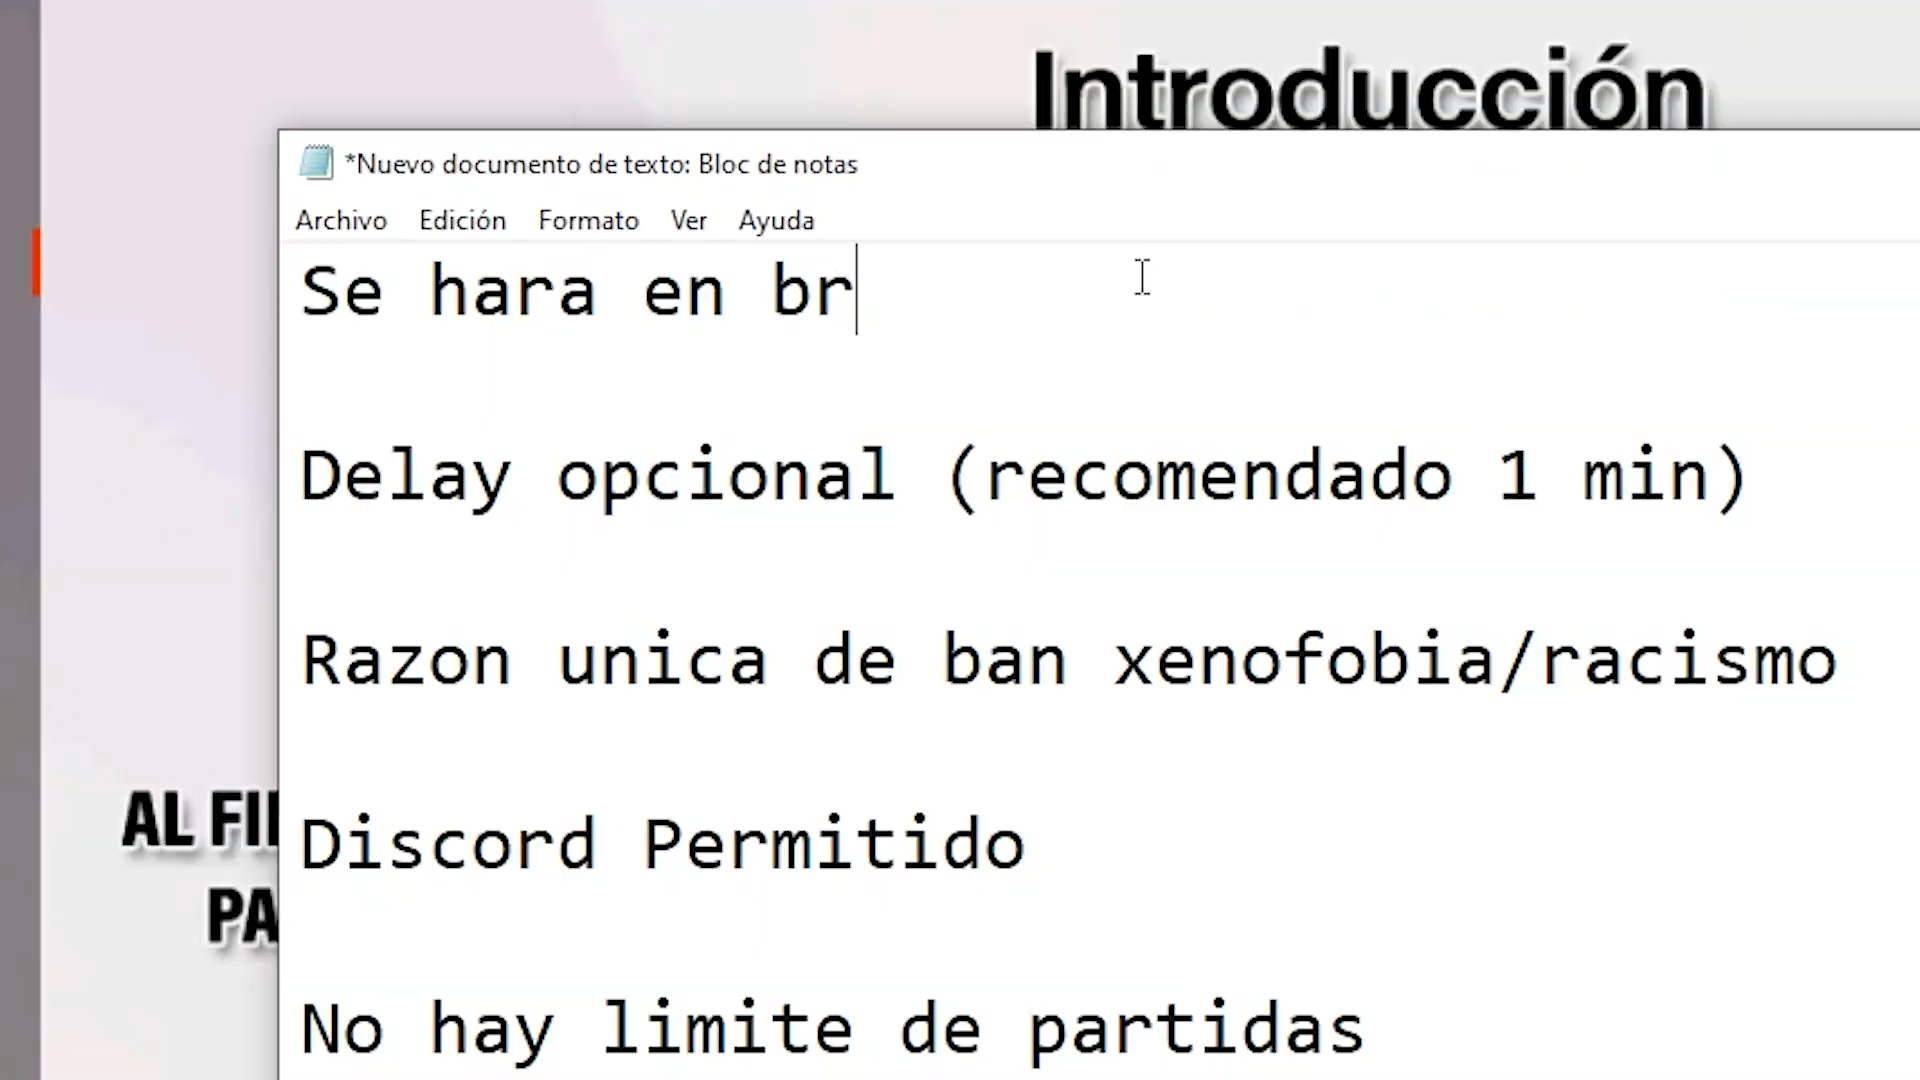 Introducción
*Nuevo documento de texto: Bloc de notas
Archivo Edición Formato Ver Ayuda
Se hara en br
Delay opcional (recomendado 1 min)
Razon unica de ban xenofobia/racismo
AL
Discord Permitido
No hay limite de partidas